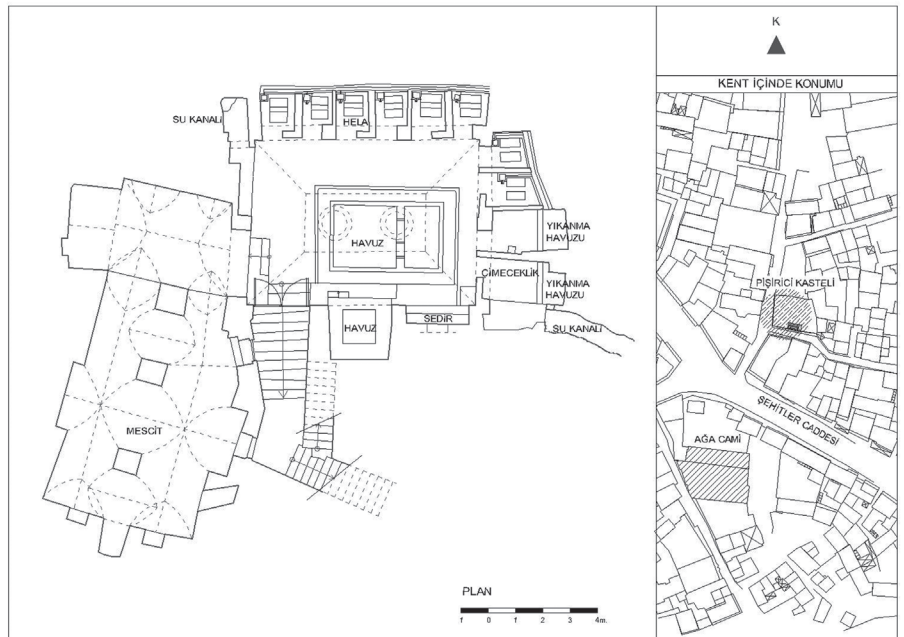 K
KENT İÇİNDE KONUMU
SU KANALİ
HELA
HAVUZ
YIKANMA
HAVUZU
ÇİMECEKLİK
YIKANMA
HAVUZU
SEDİR
HAVUZ
SU KANALI
MESCİT
PLAN
1 0 1 2 3 4m.
PİŞİRİCİ KASTELİ
ŞEHİTLER CADDESİ
AĞA CAMİ